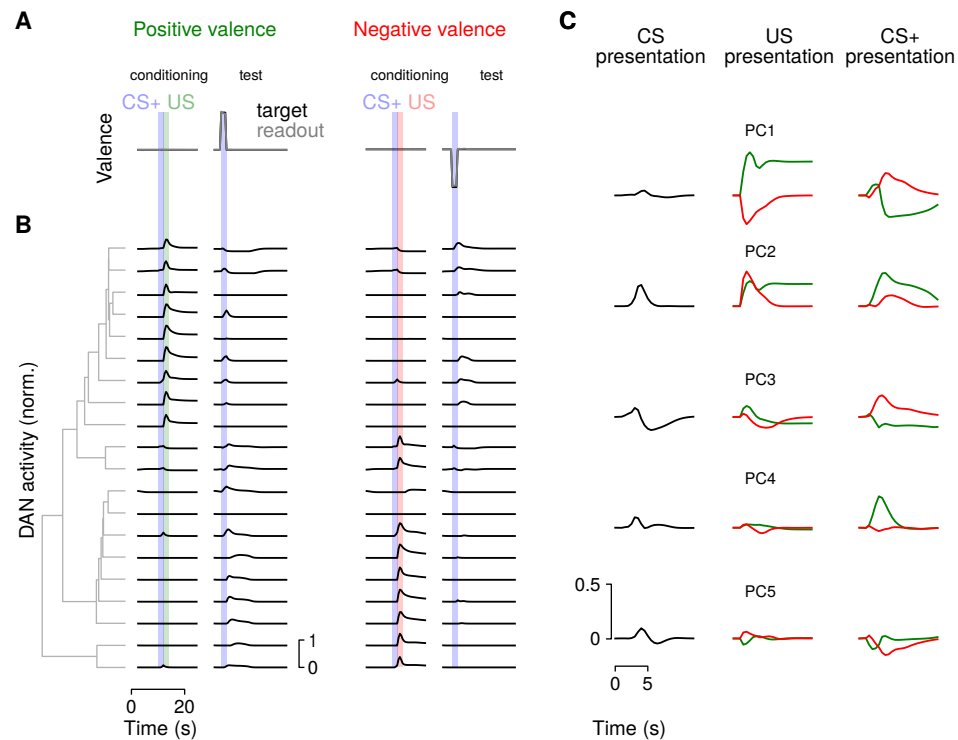 A
Positive valence
Negative valence
conditioning
test
conditioning
test
CS+ US
CS+ US
target
readout
Valence
B
DAN activity (norm.)
1
0
0
20
Time (s)
C
CS
presentation
US
presentation
CS+
presentation
PC1
PC2
PC3
PC4
PC5
0.5
0
0
5
Time (s)